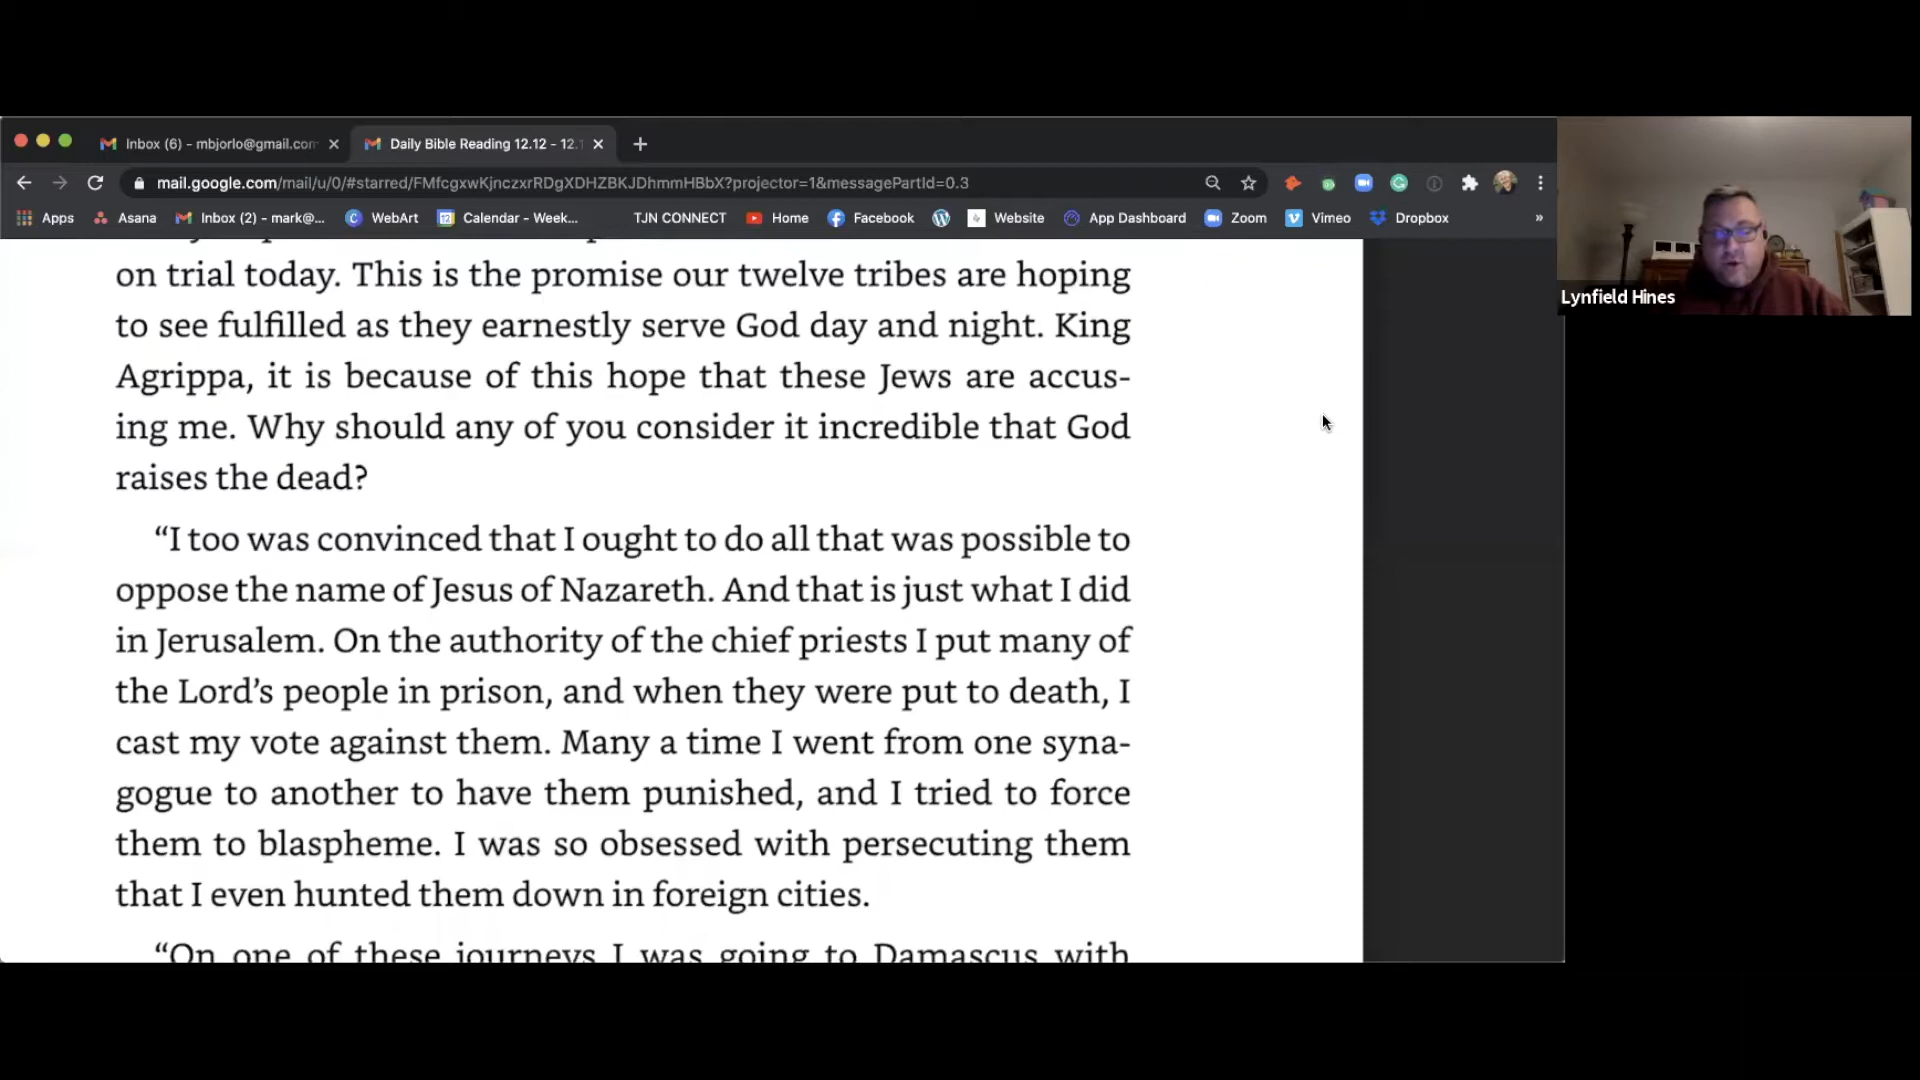 Inbox (6) - mbjorlo@gmail.com
Daily Bible Reading 12.12 - 12.1
mail.google.com/mail/u/0/#starred/FMfcgxwKjnczxrRDgXDHZBKJDhmmHBbX?projector=1&messagePartId=0.3
Apps Asana Inbox (2) - mark@... WebArt Calendar - Week... TJN CONNECT Home Facebook Website App Dashboard Zoom Vimeo Dropbox »
Lynfield Hines
on trial today. This is the promise our twelve tribes are hoping
to see fulfilled as they earnestly serve God day and night. King
Agrippa, it is because of this hope that these Jews are accus-
ing me. Why should any of you consider it incredible that God
raises the dead?
“I too was convinced that I ought to do all that was possible to
oppose the name of Jesus of Nazareth. And that is just what I did
in Jerusalem. On the authority of the chief priests I put many of
the Lord’s people in prison, and when they were put to death, I
cast my vote against them. Many a time I went from one syna-
gogue to another to have them punished, and I tried to force
them to blaspheme. I was so obsessed with persecuting them
that I even hunted them down in foreign cities.
“On one of these journeys I was going to Damascus with